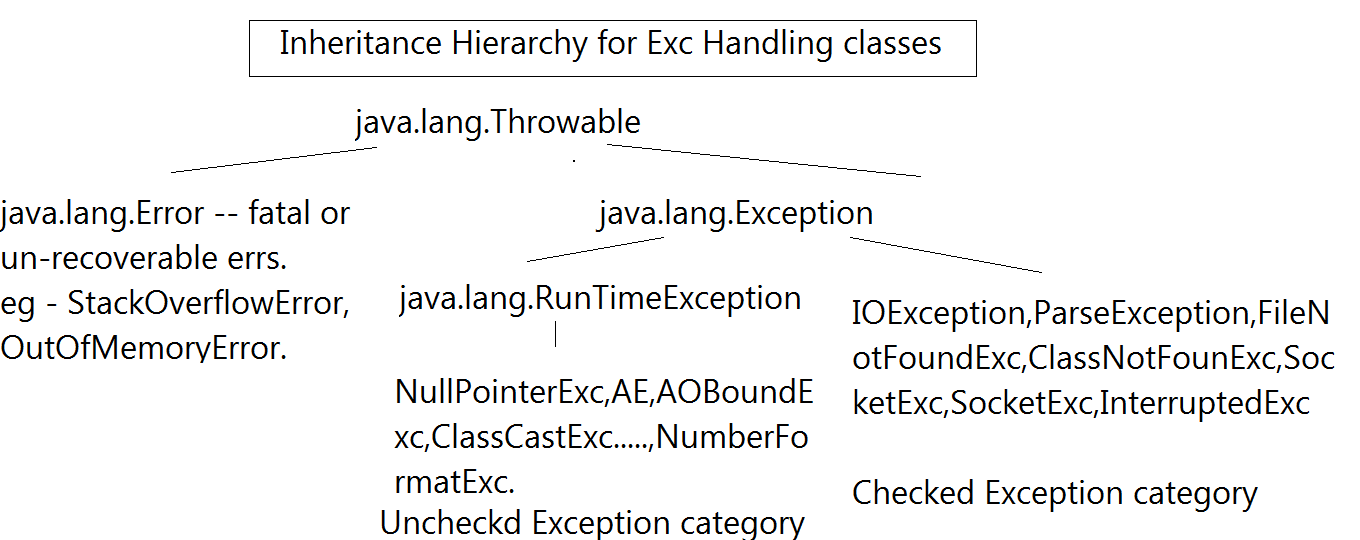 Inheritance Hierarchy for Exc Handling classes
java.lang.Throwable
java.lang.Error -- fatal or
un-recoverable errs.
eg - StackOverflowError,
OutOfMemoryError.
java.lang.Exception
java.lang.RunTimeException
NullPointerExc,AE,AOBoundE
xc,ClassCastExc.....,NumberFo
rmatExc.
Uncheckd Exception category
IOException,ParseException,FileN
otFoundExc,ClassNotFounExc,Soc
ketExc,SocketExc,InterruptedExc
Checked Exception category